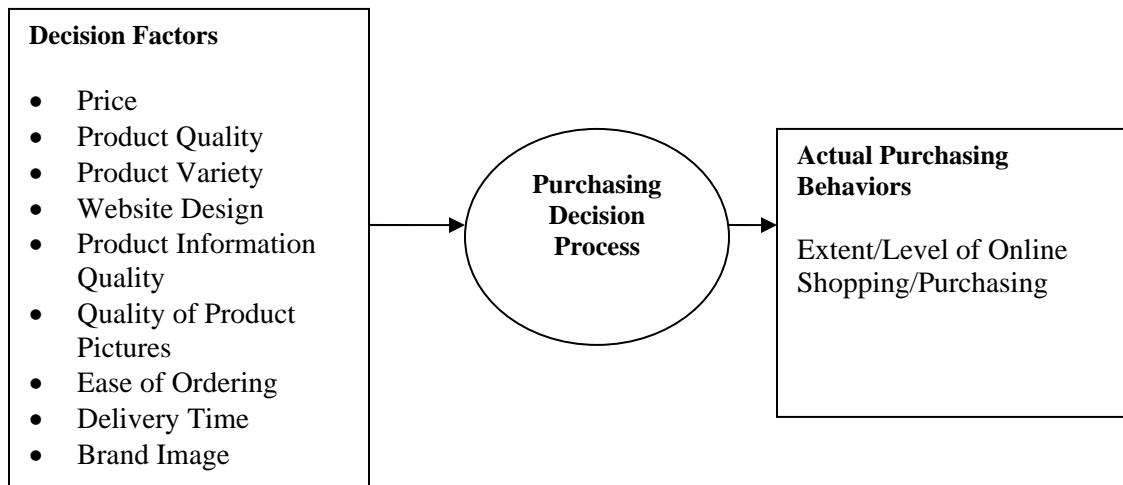 Decision Factors
• Price
• Product Quality
• Product Variety
• Website Design
• Product Information
Quality
• Quality of Product
Pictures
• Ease of Ordering
• Delivery Time
• Brand Image
Purchasing
Decision
Process
Actual Purchasing
Behaviors
Extent/Level of Online
Shopping/Purchasing